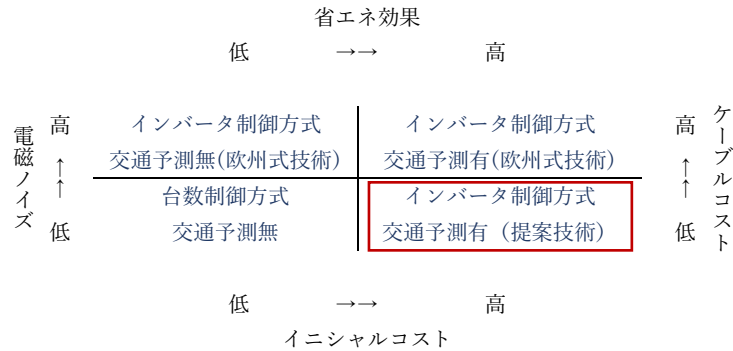 省エネ効果
低 →→ 高
電磁ノイズ
高 ←← 低
インバータ制御方式 インバータ制御方式
交通予測無(欧州式技術) 交通予測有(欧州式技術)
台数制御方式 インバータ制御方式
交通予測無 交通予測有（提案技術）
高 ←← 低
ケーブルコスト
低 →→ 高
イニシャルコスト